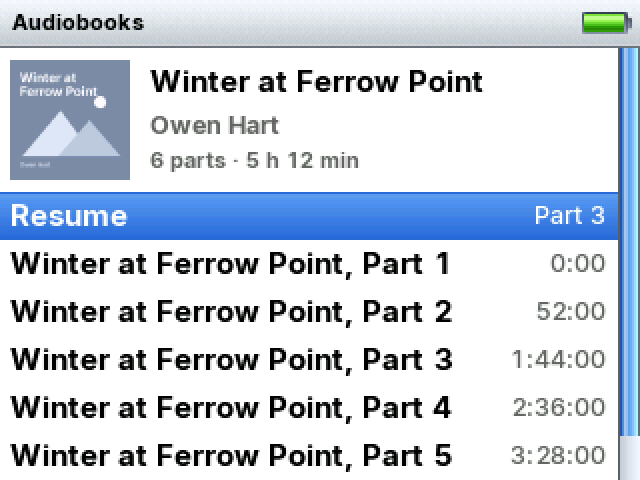 Audiobooks
Winter at
Ferrow Point
Owen Hart
Winter at Ferrow Point
Owen Hart
6 parts · 5 h 12 min
Resume Part 3
Winter at Ferrow Point, Part 1 0:00
Winter at Ferrow Point, Part 2 52:00
Winter at Ferrow Point, Part 3 1:44:00
Winter at Ferrow Point, Part 4 2:36:00
Winter at Ferrow Point, Part 5 3:28:00